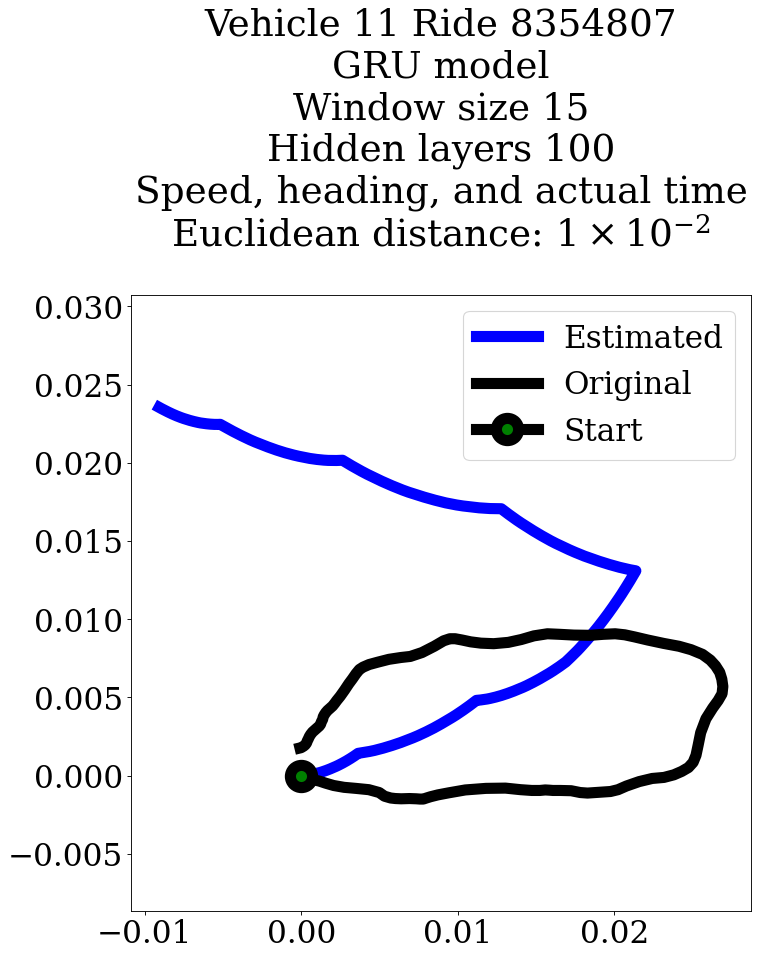 Vehicle 11 Ride 8354807
GRU model
Window size 15
Hidden layers 100
Speed, heading, and actual time
Euclidean distance: 1 × 10⁻²
0.030
Estimated
0.025
Original
Start
0.020
0.015
0.010
0.005
0.000
−0.005
−0.01 0.00 0.01 0.02